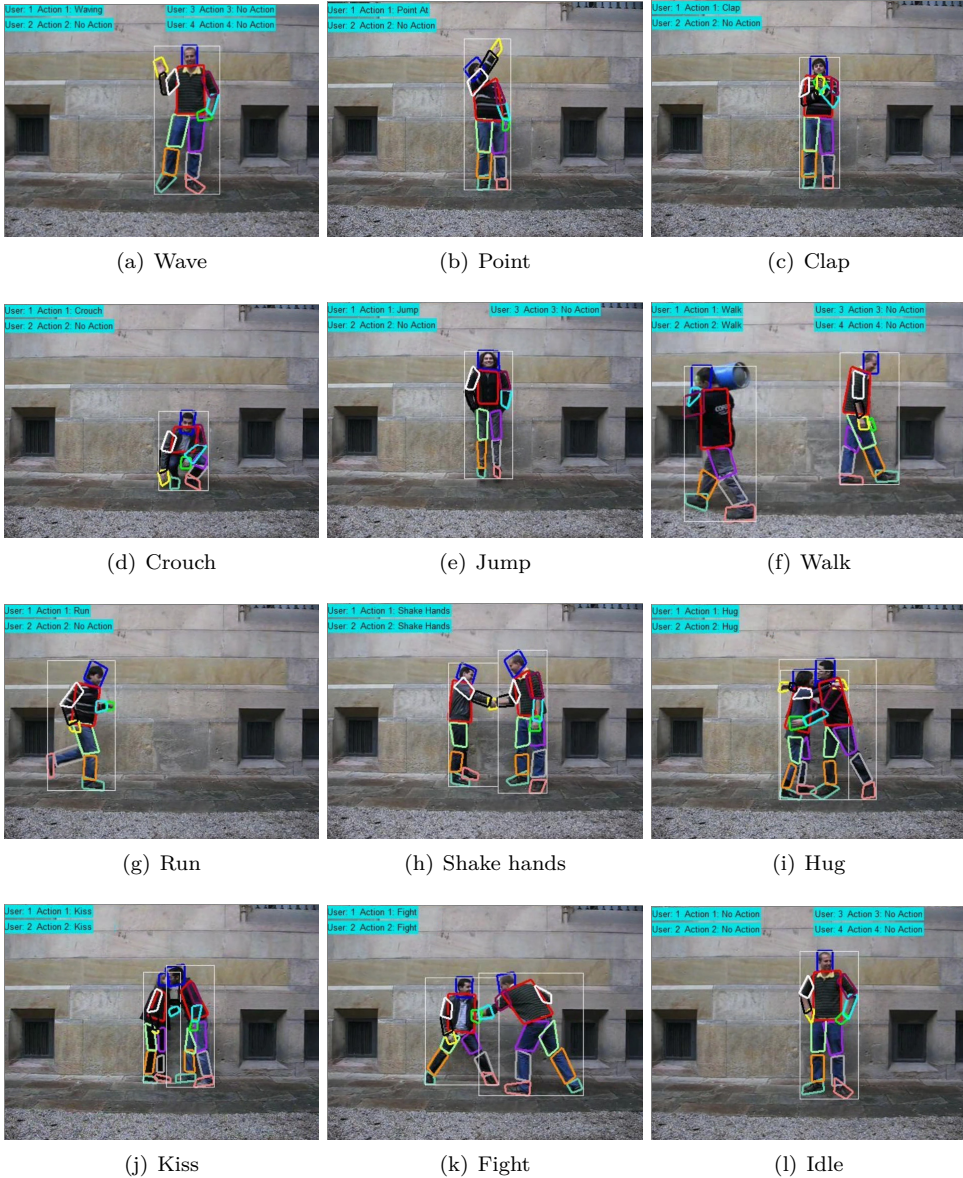 User: 1 Action 1: Waving User: 3 Action 3: No Action
User: 2 Action 2: No Action User: 4 Action 4: No Action
User: 1 Action 1: Point At
User: 2 Action 2: No Action
User: 1 Action 1: Clap
User: 2 Action 2: No Action
(a) Wave
(b) Point
(c) Clap
User: 1 Action 1: Crouch
User: 2 Action 2: No Action
User: 1 Action 1: Jump User: 3 Action 3: No Action
User: 2 Action 2: No Action
User: 1 Action 1: Walk User: 3 Action 3: No Action
User: 2 Action 2: Walk User: 4 Action 4: No Action
(d) Crouch
(e) Jump
(f) Walk
User: 1 Action 1: Run
User: 2 Action 2: No Action
User: 1 Action 1: Shake Hands
User: 2 Action 2: Shake Hands
User: 1 Action 1: Hug
User: 2 Action 2: Hug
(g) Run
(h) Shake hands
(i) Hug
User: 1 Action 1: Kiss
User: 2 Action 2: Kiss
User: 1 Action 1: Fight
User: 2 Action 2: Fight
User: 1 Action 1: No Action User: 3 Action 3: No Action
User: 2 Action 2: No Action User: 4 Action 4: No Action
(j) Kiss
(k) Fight
(l) Idle